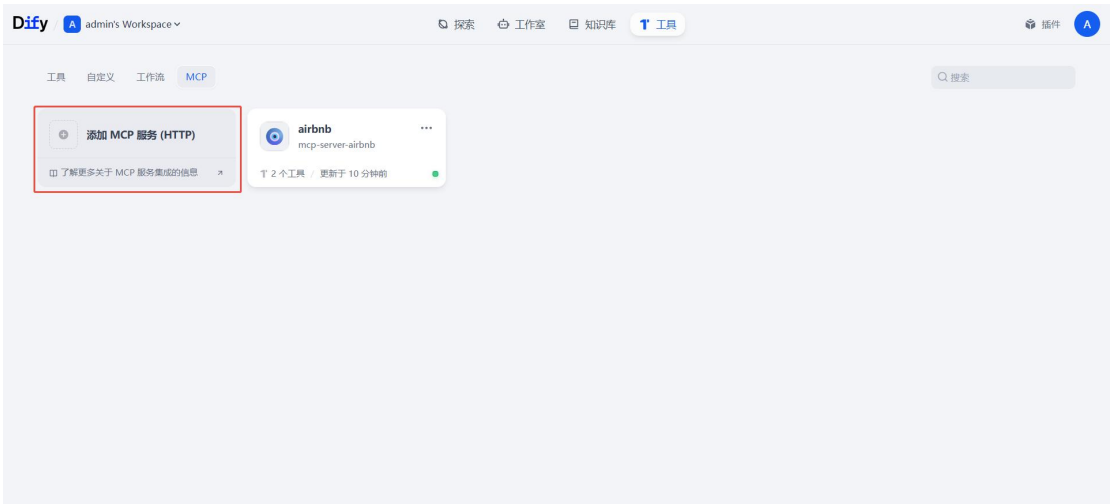 Dify / A admin's Workspace 探索 工作室 知识库 工具 插件 A
工具 自定义 工作流 MCP 搜索
添加 MCP 服务 (HTTP)
了解更多关于 MCP 服务集成的信息
airbnb
mcp-server-airbnb
2 个工具 / 更新于 10 分钟前